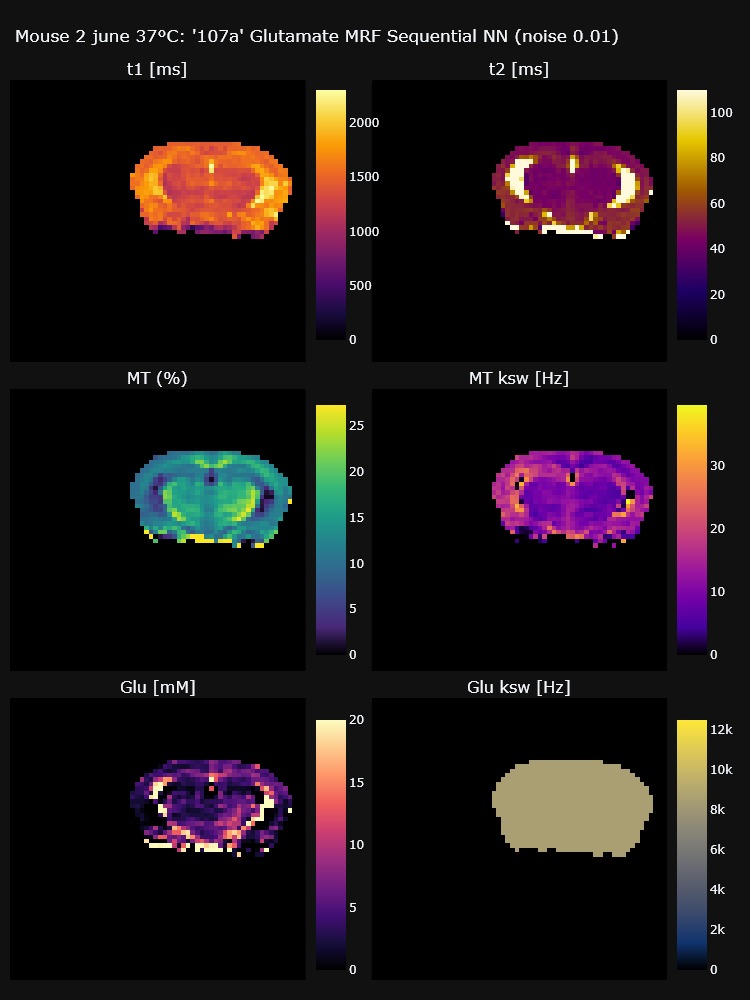 Mouse 2 june 37ºC: '107a' Glutamate MRF Sequential NN (noise 0.01)
t1 [ms]
2000
1500
1000
500
0
t2 [ms]
100
80
60
40
20
0
MT (%)
25
20
15
10
5
0
MT ksw [Hz]
30
20
10
0
Glu [mM]
20
15
10
5
0
Glu ksw [Hz]
12k
10k
8k
6k
4k
2k
0